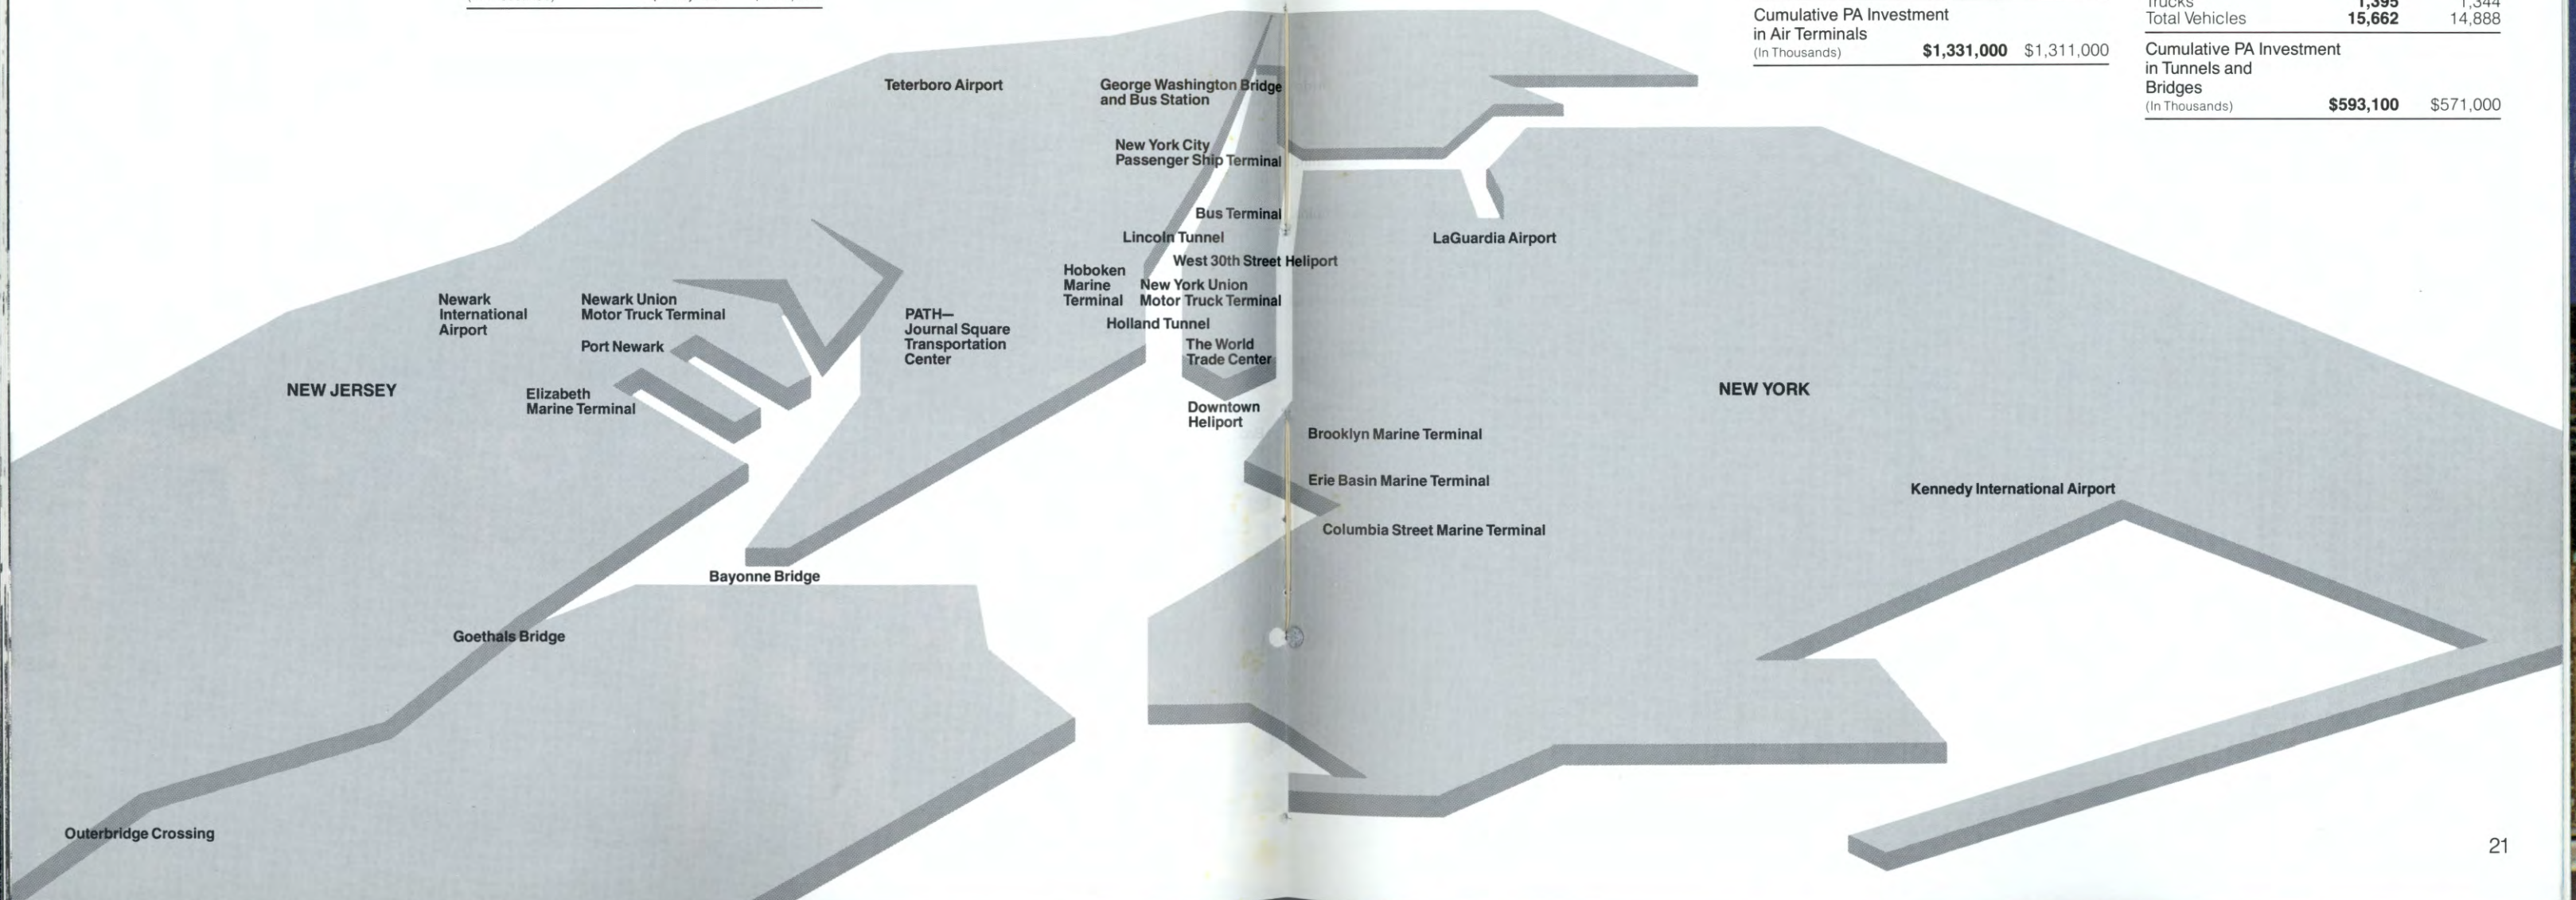 Cumulative PA Investment
in Air Terminals
(In Thousands) $1,331,000 $1,311,000
Trucks 1,395 1,344
Total Vehicles 15,662 14,888
Cumulative PA Investment
in Tunnels and
Bridges
(In Thousands) $593,100 $571,000
Teterboro Airport
George Washington Bridge
and Bus Station
New York City
Passenger Ship Terminal
Bus Terminal
Lincoln Tunnel
LaGuardia Airport
West 30th Street Heliport
Hoboken
Marine
Terminal
New York Union
Motor Truck Terminal
Newark
International
Airport
Newark Union
Motor Truck Terminal
PATH—
Journal Square
Transportation
Center
Holland Tunnel
Port Newark
The World
Trade Center
NEW JERSEY
Elizabeth
Marine Terminal
NEW YORK
Downtown
Heliport
Brooklyn Marine Terminal
Erie Basin Marine Terminal
Kennedy International Airport
Columbia Street Marine Terminal
Bayonne Bridge
Goethals Bridge
Outerbridge Crossing
21